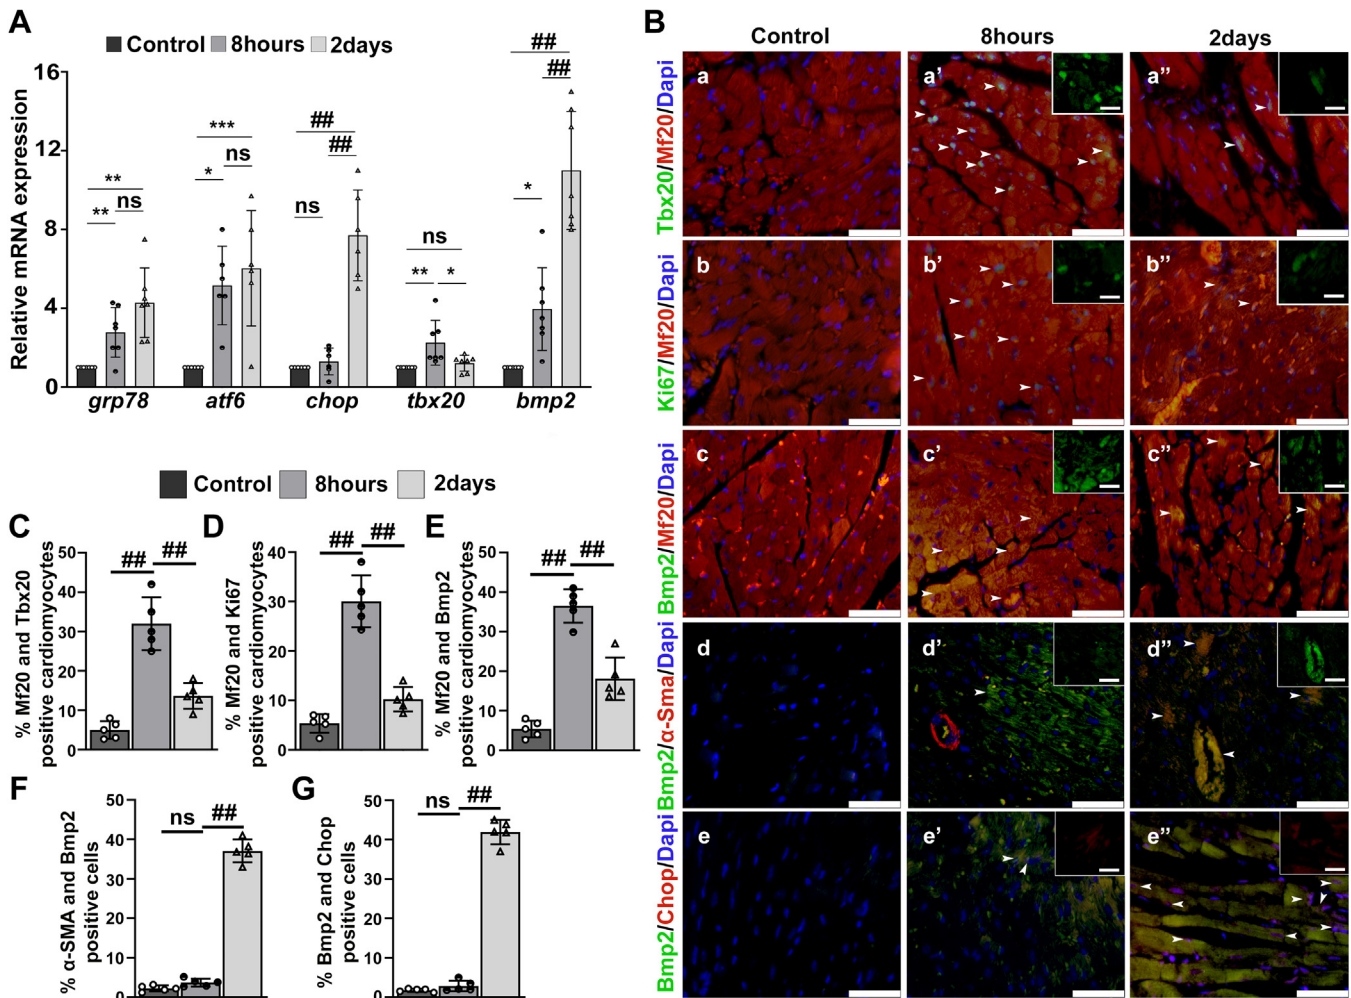 A
Control 8hours 2days
Relative mRNA expression
16
12
8
4
0
** ** ns
* *** ns
ns ## ##
** ns *
* ## ##
grp78 atf6 chop tbx20 bmp2
Control 8hours 2days
C
% Mf20 and Tbx20
positive cardiomyocytes
50
40
30
20
10
0
## ##
D
% Mf20 and Ki67
positive cardiomyocytes
40
30
20
10
0
## ##
E
% Mf20 and Bmp2
positive cardiomyocytes
50
40
30
20
10
0
## ##
F
% α-SMA and Bmp2
positive cells
50
40
30
20
10
0
ns ##
G
% Bmp2 and Chop
positive cells
50
40
30
20
10
0
ns ##
B
Control 8hours 2days
Tbx20/Mf20/Dapi
a a' a''
Ki67/Mf20/Dapi
b b' b''
Bmp2/Mf20/Dapi
c c' c''
Bmp2/α-Sma/Dapi
d d' d''
Bmp2/Chop/Dapi
e e' e''